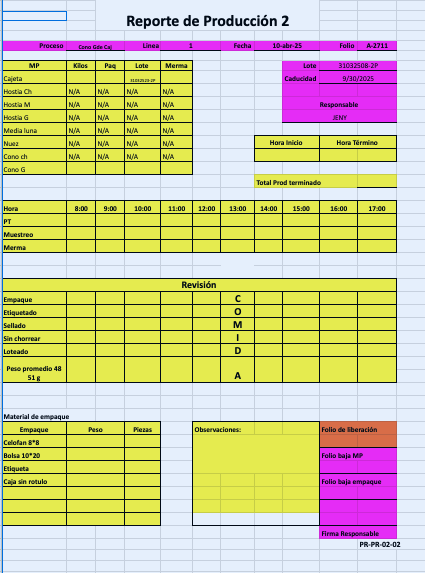 Reporte de Producción 2
Proceso Cono Gde Caj Linea 1 Fecha 10-abr-25 Folio A-2711
MP Kilos Paq Lote Merma
Lote 31032508-2P
Cajeta 31032525-2P
Caducidad 9/30/2025
Hostia Ch N/A N/A N/A N/A
Hostia M N/A N/A N/A N/A
Responsable
Hostia G N/A N/A N/A N/A
JENY
Media luna N/A N/A N/A N/A
Nuez N/A N/A N/A N/A
Hora Inicio Hora Término
Cono ch N/A N/A N/A N/A
Cono G
Total Prod terminado
Hora 8:00 9:00 10:00 11:00 12:00 13:00 14:00 15:00 16:00 17:00
PT
Muestreo
Merma
Revisión
Empaque C
Etiquetado O
Sellado M
Sin chorrear I
Loteado D
Peso promedio 48
51 g A
Material de empaque
Empaque Peso Piezas
Observaciones:
Folio de liberación
Celofan 8*8
Bolsa 10*20
Folio baja MP
Etiqueta
Caja sin rotulo
Folio baja empaque
Firma Responsable
PR-PR-02-02